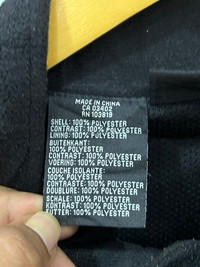 MADE IN CHINA
CA 03402
RN 103819
SHELL: 100% POLYESTER
CONTRAST: 100% POLYESTER
LINING: 100% POLYESTER
BUITENKANT:
100% POLYESTER
CONTRAST: 100% POLYESTER
VOERING: 100% POLYESTER
COUCHE ISOLANTE:
100% POLYESTER
CONTRASTE: 100% POLYESTER
DOUBLURE: 100% POLYESTER
SCHALE: 100% POLYESTER
KONTRAST: 100% POLYESTER
FUTTER: 100% POLYESTER